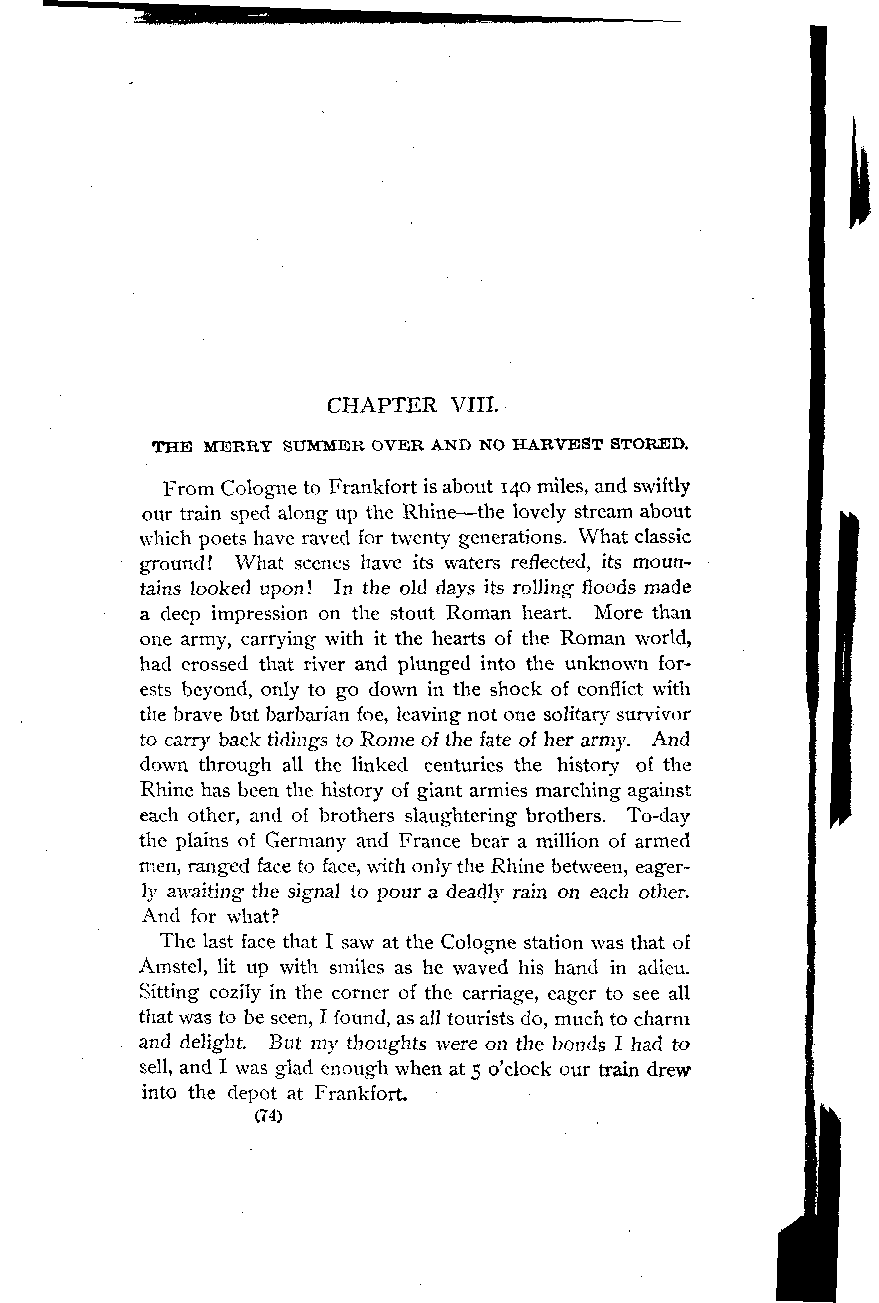 CHAPTER VIII.
THE MERRY SUMMER OVER AND NO HARVEST STORED.
From Cologne to Frankfort is about 140 miles, and swiftly
our train sped along up the Rhine—the lovely stream about
which poets have raved for twenty generations. What classic
ground! What scenes have its waters reflected, its moun-
tains looked upon! In the old days its rolling floods made
a deep impression on the stout Roman heart. More than
one army, carrying with it the hearts of the Roman world,
had crossed that river and plunged into the unknown for-
ests beyond, only to go down in the shock of conflict with
the brave but barbarian foe, leaving not one solitary survivor
to carry back tidings to Rome of the fate of her army. And
down through all the linked centuries the history of the
Rhine has been the history of giant armies marching against
each other, and of brothers slaughtering brothers. To-day
the plains of Germany and France bear a million of armed
men, ranged face to face, with only the Rhine between, eager-
ly awaiting the signal to pour a deadly rain on each other.
And for what?
The last face that I saw at the Cologne station was that of
Amstel, lit up with smiles as he waved his hand in adieu.
Sitting cozily in the corner of the carriage, eager to see all
that was to be seen, I found, as all tourists do, much to charm
and delight. But my thoughts were on the bonds I had to
sell, and I was glad enough when at 5 o'clock our train drew
into the depot at Frankfort.
(74)